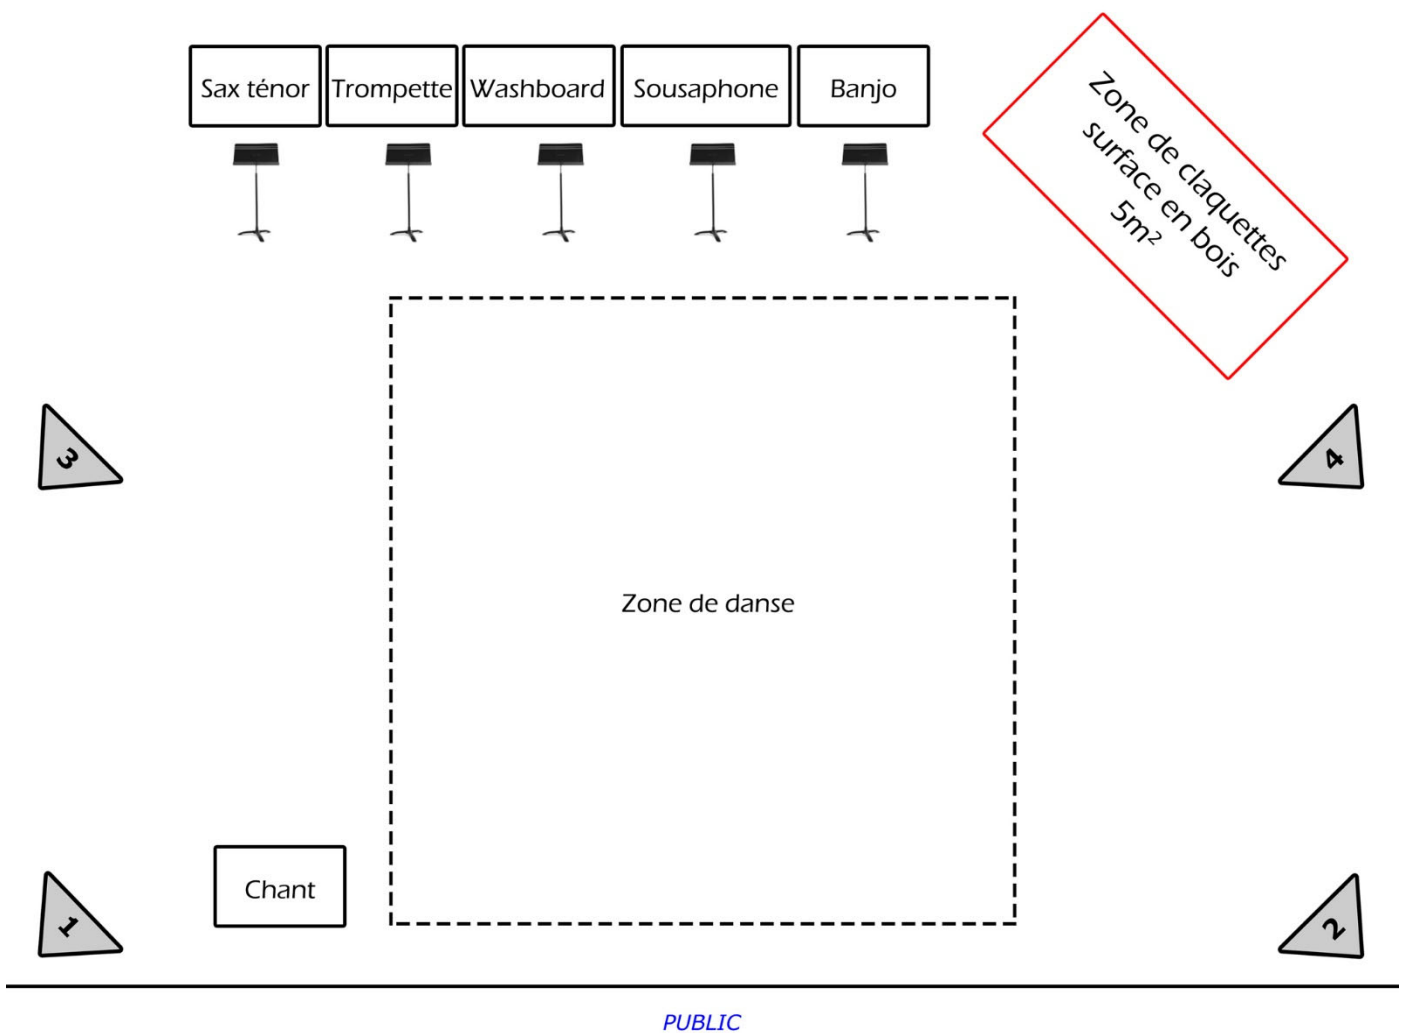 Sax ténor
Trompette
Washboard
Sousaphone
Banjo
Zone de claquettes
surface en bois
5m²
3
4
Zone de danse
Chant
1
2
PUBLIC